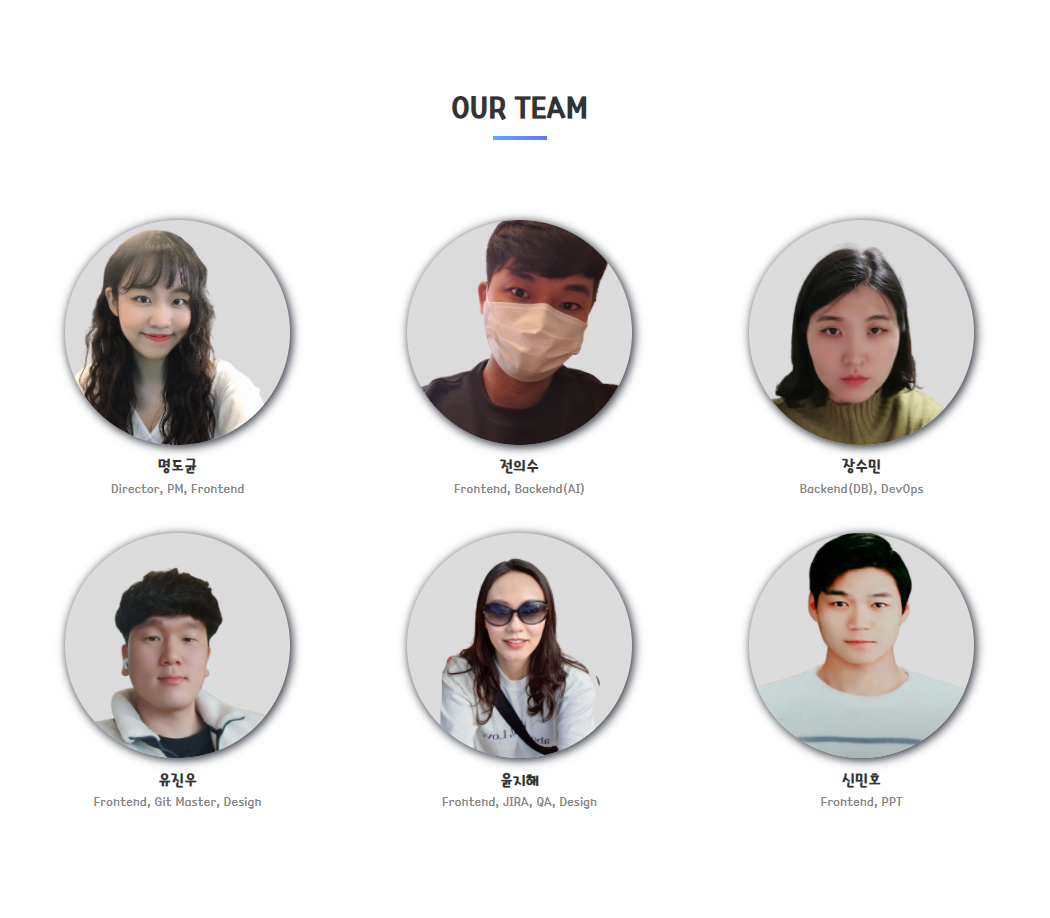 OUR TEAM
명도균
Director, PM, Frontend
전의수
Frontend, Backend(AI)
장수민
Backend(DB), DevOps
유진우
Frontend, Git Master, Design
윤지해
Frontend, JIRA, QA, Design
신민호
Frontend, PPT